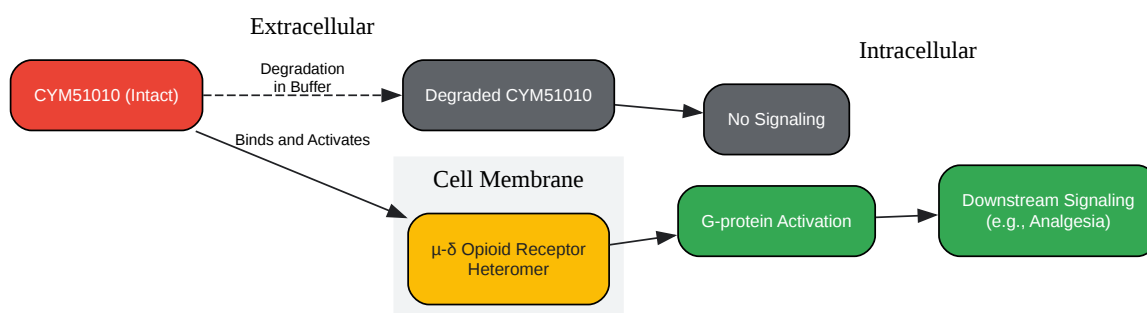 Extracellular
Intracellular
CYM51010 (Intact)
Degradation
in Buffer
Degraded CYM51010
No Signaling
Binds and Activates
Cell Membrane
μ-δ Opioid Receptor
Heteromer
G-protein Activation
Downstream Signaling
(e.g., Analgesia)